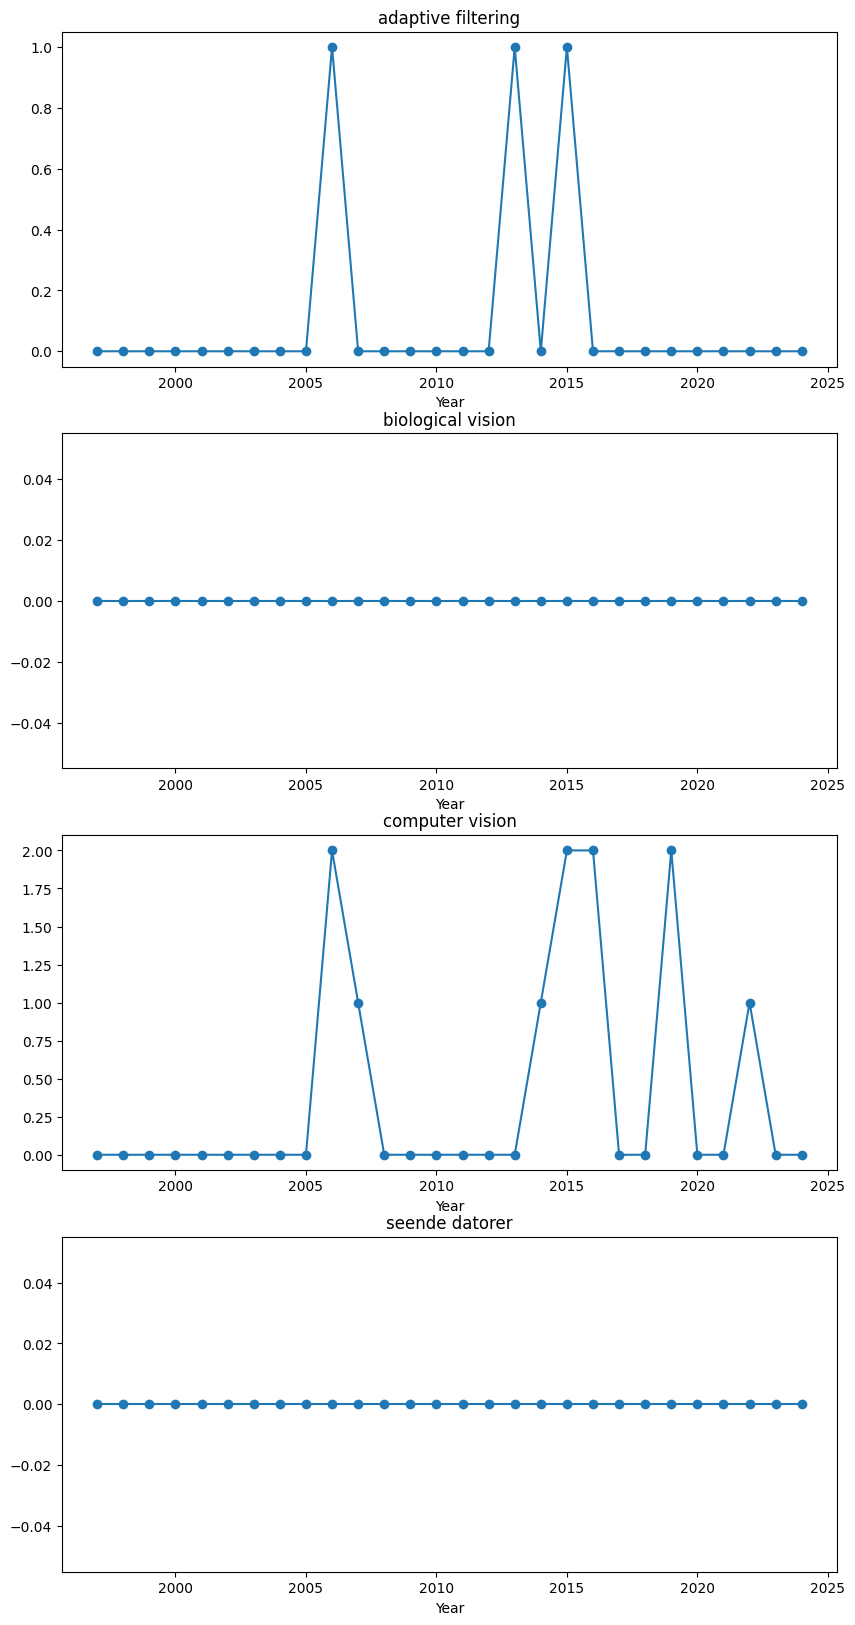 adaptive filtering
1.0
0.8
0.6
0.4
0.2
0.0
2000 2005 2010 2015 2020 2025
Year
biological vision
0.04
0.02
0.00
−0.02
−0.04
2000 2005 2010 2015 2020 2025
Year
computer vision
2.00
1.75
1.50
1.25
1.00
0.75
0.50
0.25
0.00
2000 2005 2010 2015 2020 2025
Year
seende datorer
0.04
0.02
0.00
−0.02
−0.04
2000 2005 2010 2015 2020 2025
Year